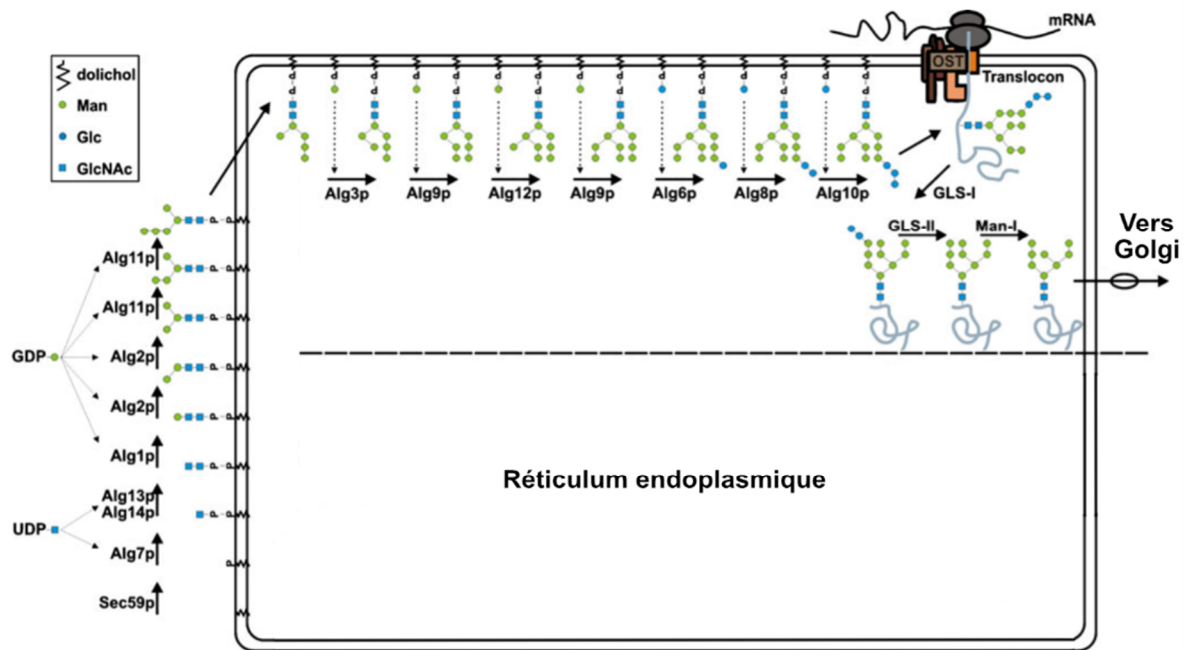 mRNA
OST
Translocon
dolichol
Man
Glc
GlcNAc
P P P P P P P P P P P P P P P
P P P P P P P P
Alg3p Alg9p Alg12p Alg9p Alg6p Alg8p Alg10p
GLS-I
GLS-II Man-I
Vers
Golgi
P P
Alg11p
P P
Alg11p
P P
GDP
Alg2p
P P
Alg2p
P P
Alg1p
P P
Alg13p
Alg14p
P P
UDP
Alg7p
P
Sec59p
Réticulum endoplasmique